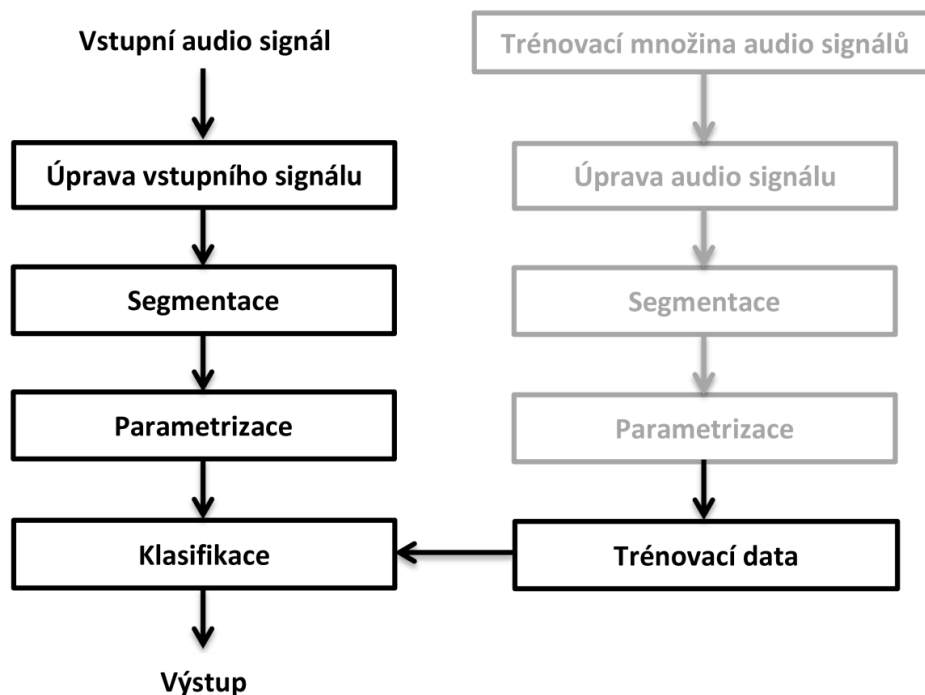 Vstupní audio signál
Úprava vstupního signálu
Segmentace
Parametrizace
Klasifikace
Výstup
Trénovací množina audio signálů
Úprava audio signálu
Segmentace
Parametrizace
Trénovací data